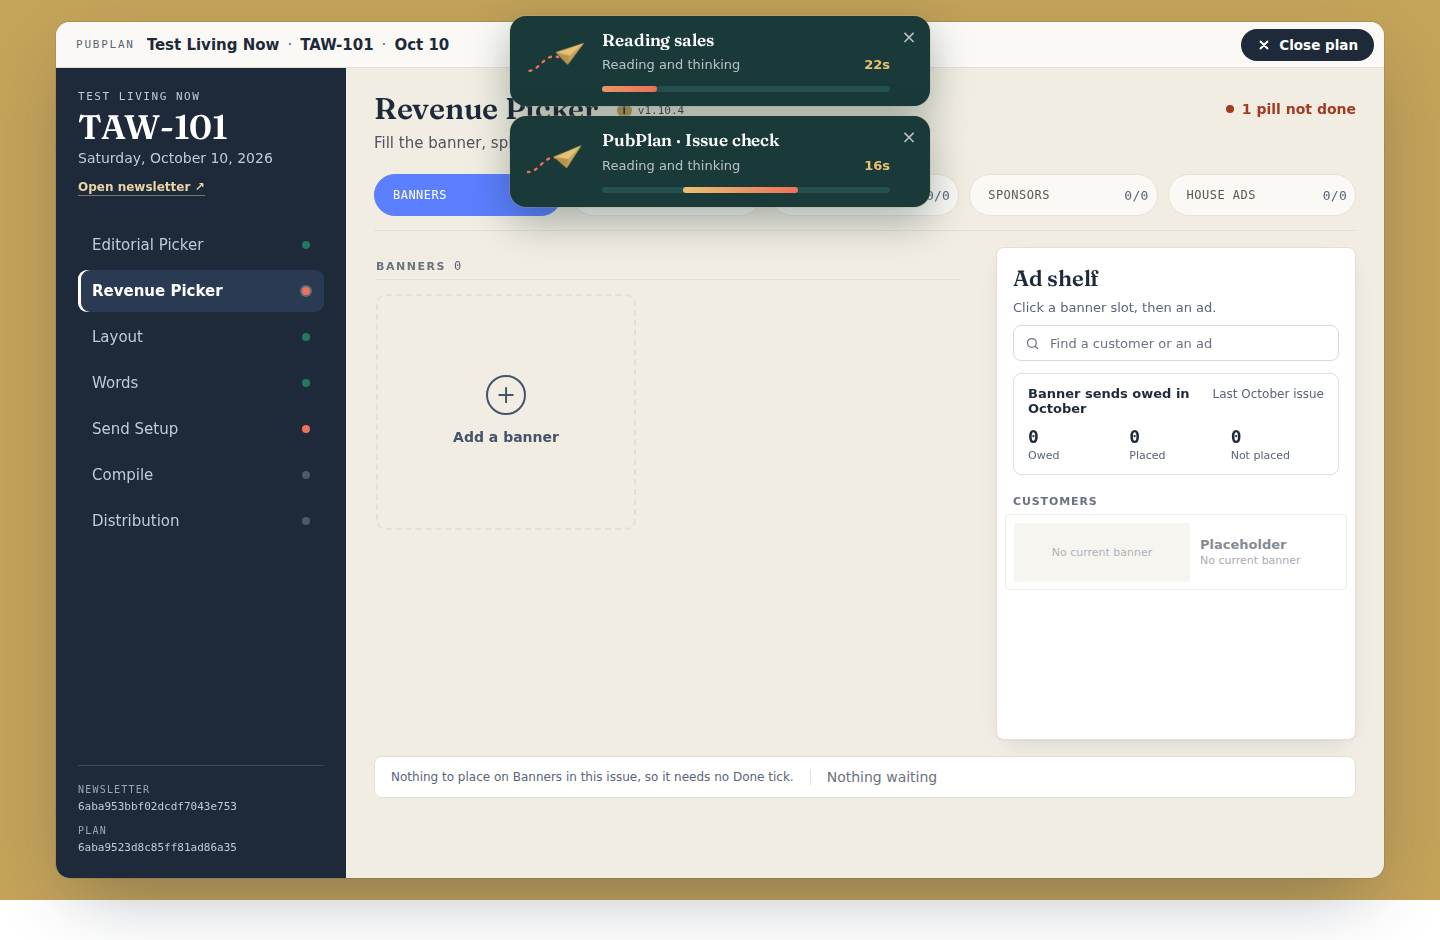 PUBPLAN Test Living Now · TAW-101 · Oct 10
Close plan
Reading sales
Reading and thinking 22s
PubPlan · Issue check
Reading and thinking 16s
TEST LIVING NOW
TAW-101
Saturday, October 10, 2026
Open newsletter ↗
Editorial Picker
Revenue Picker
Layout
Words
Send Setup
Compile
Distribution
NEWSLETTER
6aba953bbf02dcdf7043e753
PLAN
6aba9523d8c85ff81ad86a35
Revenue Picker v1.10.4
1 pill not done
Fill the banner,
BANNERS
0/0
SPONSORS 0/0
HOUSE ADS 0/0
BANNERS 0
Add a banner
Ad shelf
Click a banner slot, then an ad.
Find a customer or an ad
Banner sends owed in
October
Last October issue
0 0 0
Owed Placed Not placed
CUSTOMERS
No current banner
Placeholder
No current banner
Nothing to place on Banners in this issue, so it needs no Done tick.
Nothing waiting